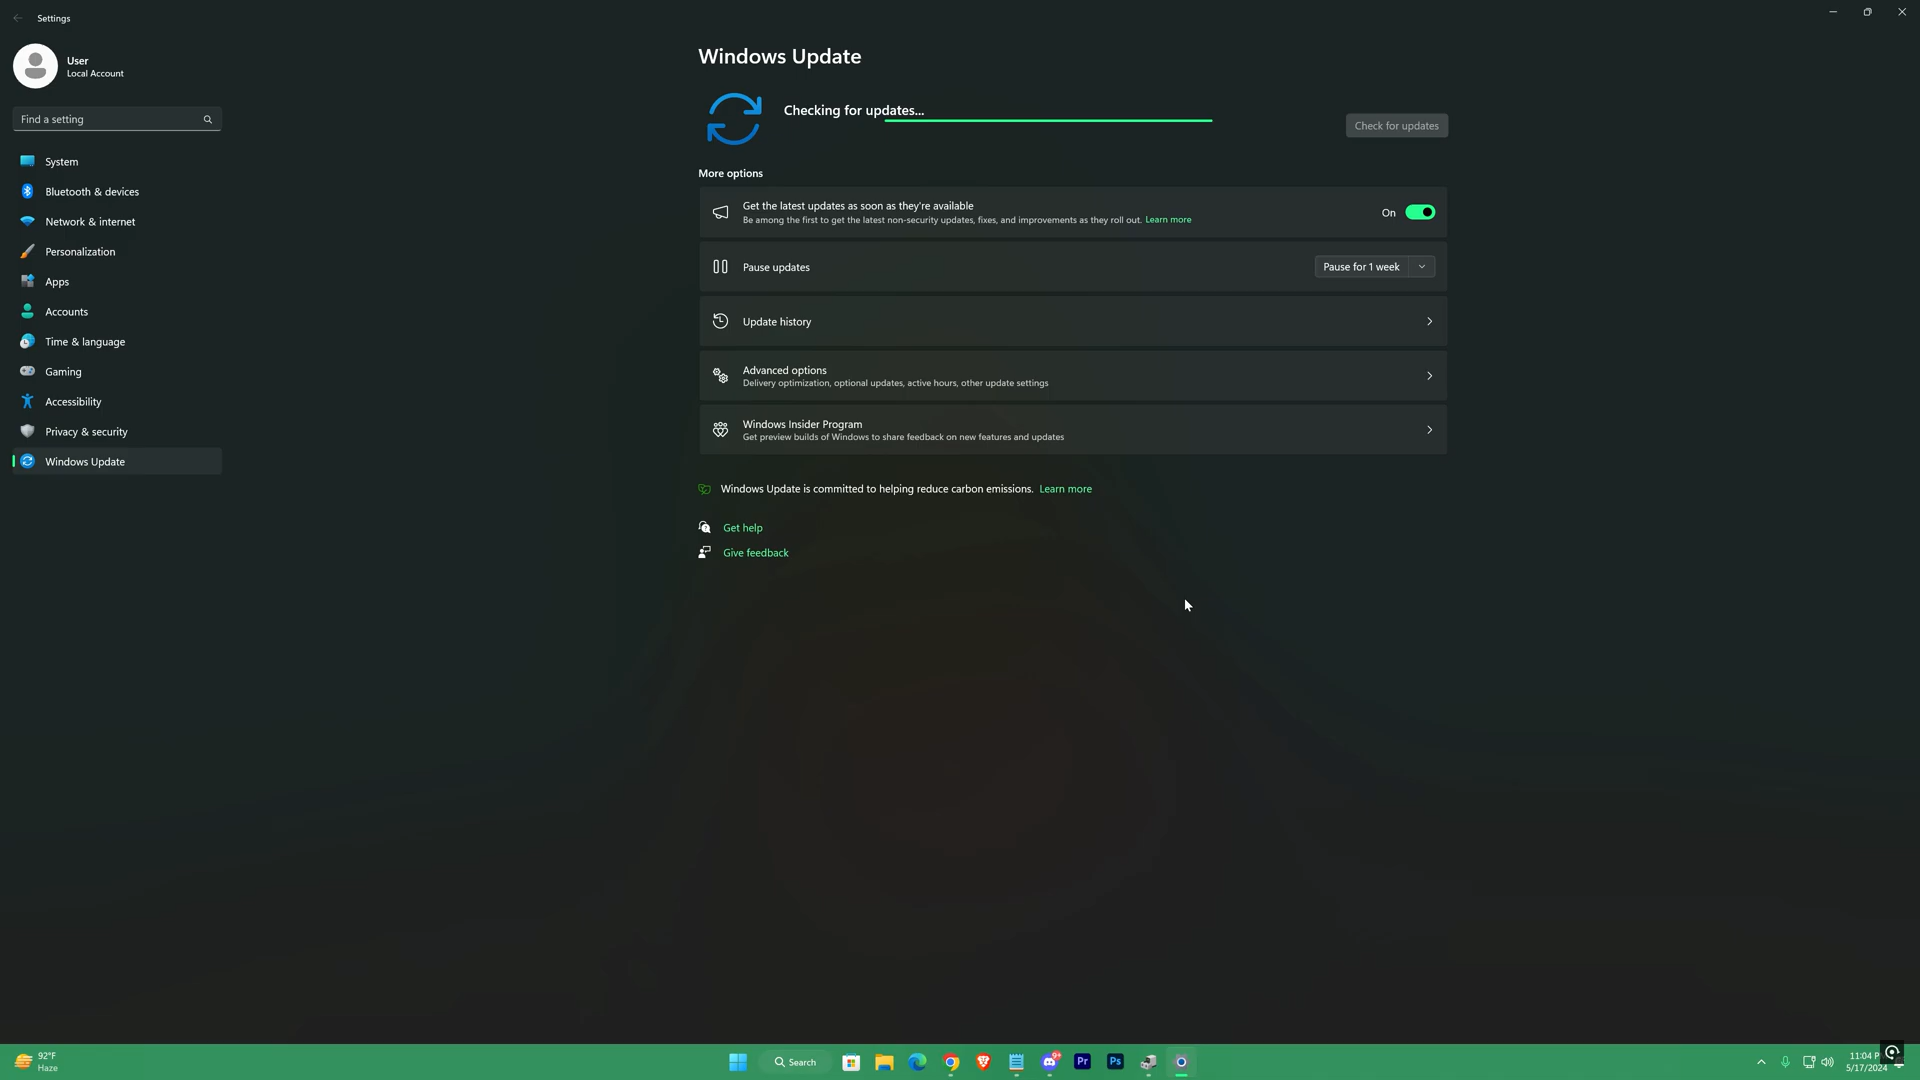 Settings
User
Local Account
Find a setting
System
Bluetooth & devices
Network & internet
Personalization
Apps
Accounts
Time & language
Gaming
Accessibility
Privacy & security
Windows Update
Windows Update
Checking for updates...
Check for updates
More options
Get the latest updates as soon as they're available
Be among the first to get the latest non-security updates, fixes, and improvements as they roll out. Learn more
On
Pause updates
Pause for 1 week
Update history
Advanced options
Delivery optimization, optional updates, active hours, other update settings
Windows Insider Program
Get preview builds of Windows to share feedback on new features and updates
Windows Update is committed to helping reduce carbon emissions. Learn more
Get help
Give feedback
92°F
Haze
Search
9+
Pr
Ps
11:04 P
5/17/2024